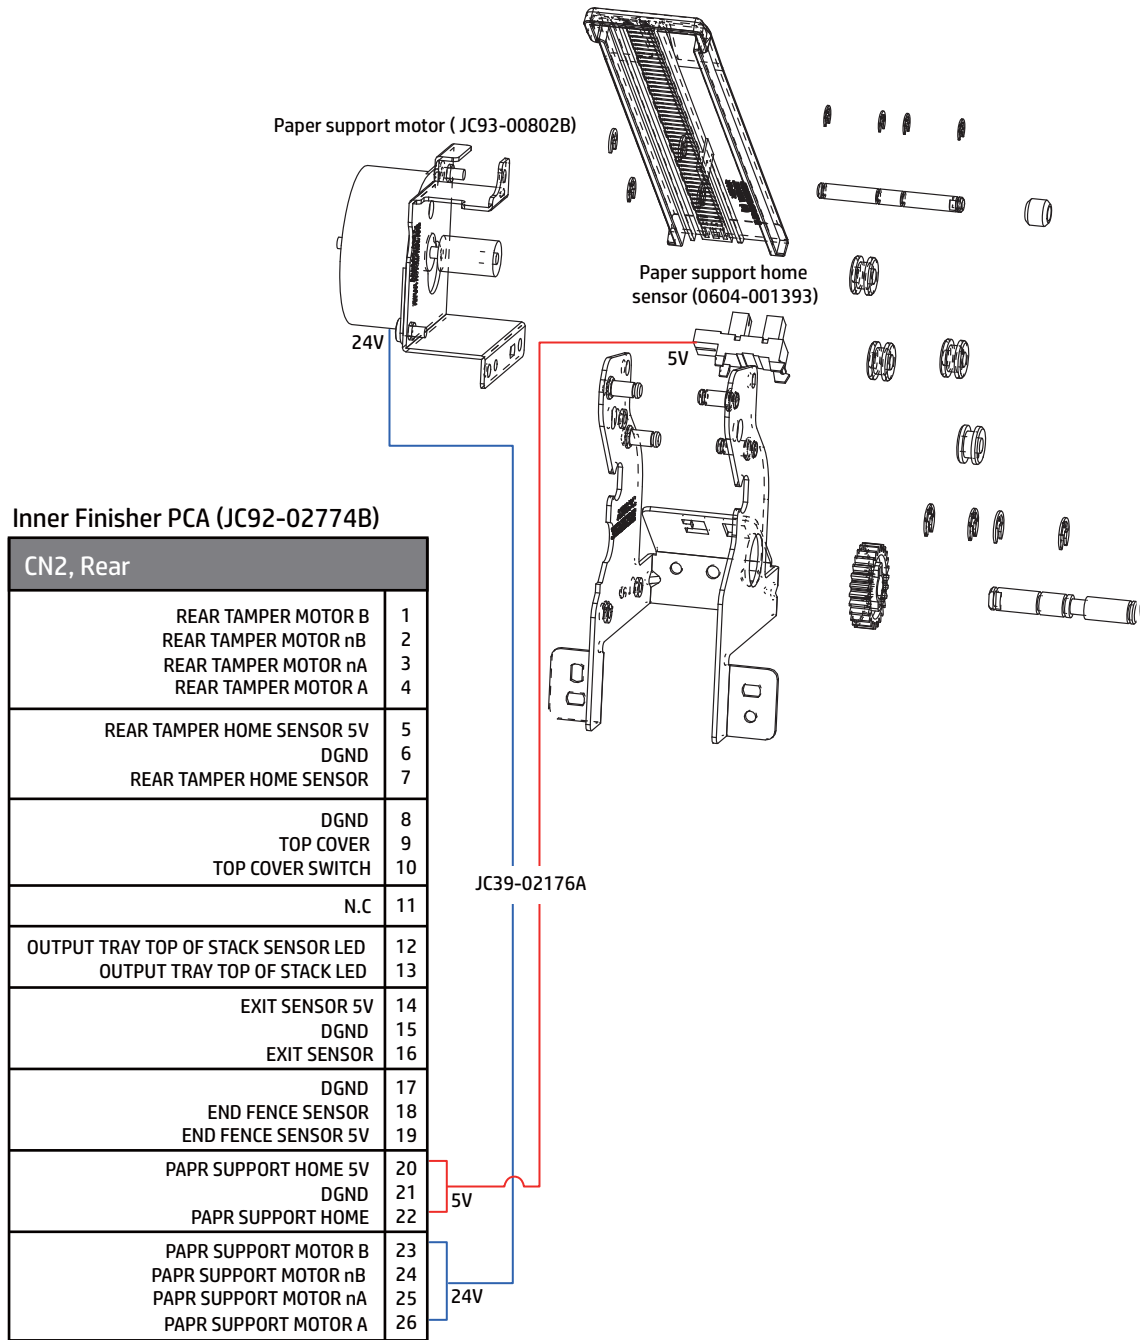 Paper support motor ( JC93-00802B)
Paper support home
sensor (0604-001393)
24V
5V
Inner Finisher PCA (JC92-02774B)
CN2, Rear
REAR TAMPER MOTOR B 1
REAR TAMPER MOTOR nB 2
REAR TAMPER MOTOR nA 3
REAR TAMPER MOTOR A 4
REAR TAMPER HOME SENSOR 5V 5
DGND 6
REAR TAMPER HOME SENSOR 7
DGND 8
TOP COVER 9
TOP COVER SWITCH 10
JC39-02176A
N.C 11
OUTPUT TRAY TOP OF STACK SENSOR LED 12
OUTPUT TRAY TOP OF STACK LED 13
EXIT SENSOR 5V 14
DGND 15
EXIT SENSOR 16
DGND 17
END FENCE SENSOR 18
END FENCE SENSOR 5V 19
PAPR SUPPORT HOME 5V 20
DGND 21
PAPR SUPPORT HOME 22
5V
PAPR SUPPORT MOTOR B 23
PAPR SUPPORT MOTOR nB 24
PAPR SUPPORT MOTOR nA 25
PAPR SUPPORT MOTOR A 26
24V